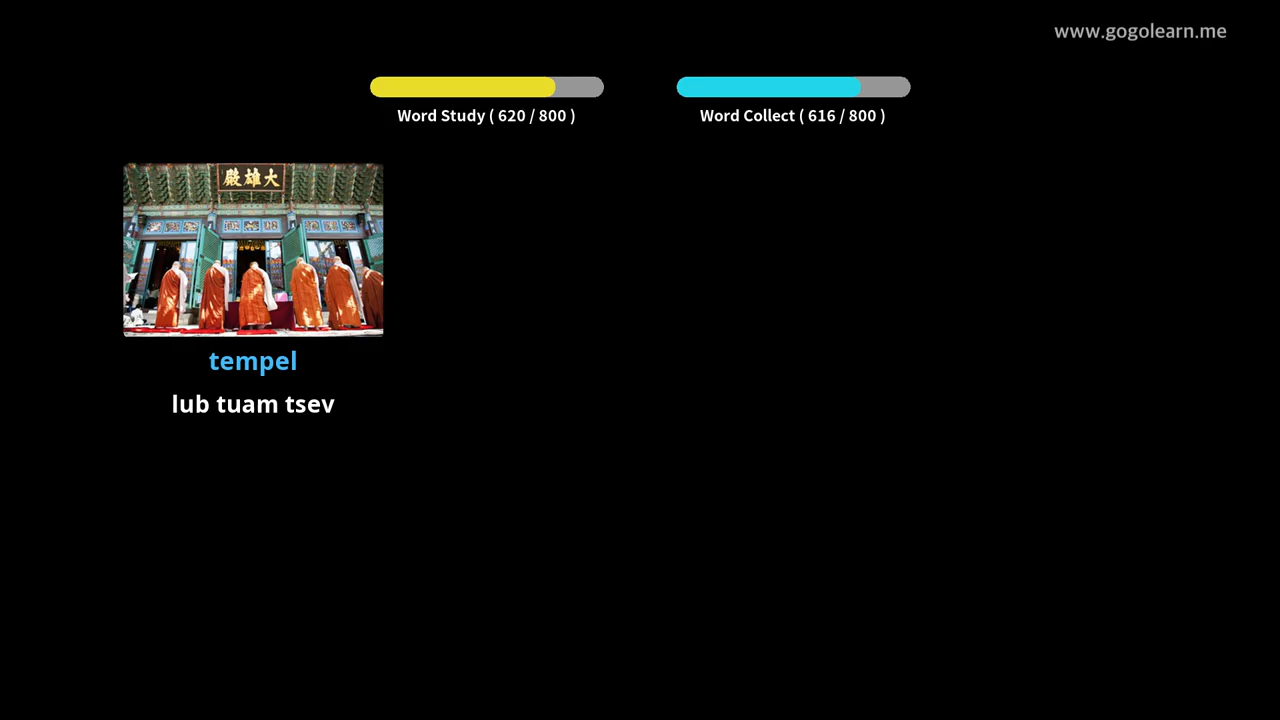 www.gogolearn.me
Word Study ( 620 / 800 )
Word Collect ( 616 / 800 )
殿雄大
tempel
lub tuam tsev